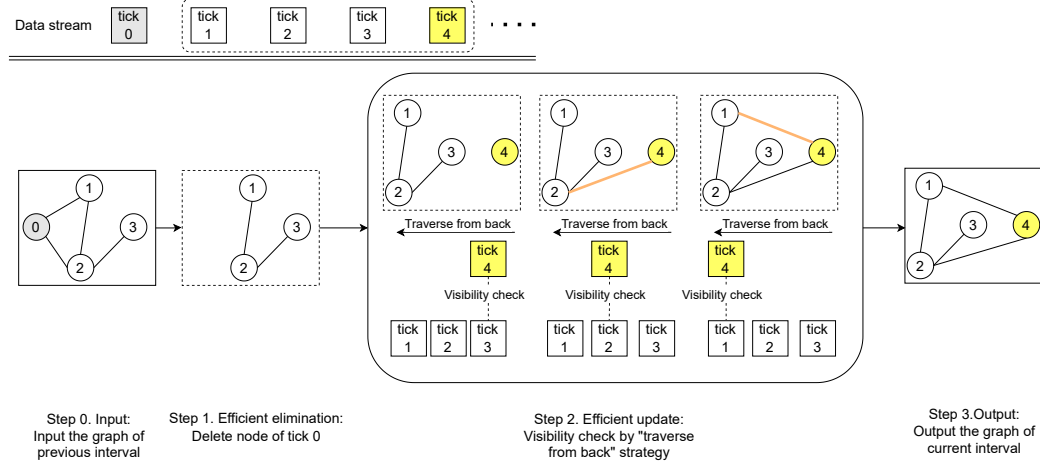 Data stream
tick
0
tick
1
tick
2
tick
3
tick
4
0
1
2
3
1
2
3
1
2
3
4
1
2
3
4
1
2
3
4
Traverse from back
Traverse from back
Traverse from back
tick
4
tick
4
tick
4
Visibility check
Visibility check
Visibility check
tick
1
tick
2
tick
3
tick
1
tick
2
tick
3
tick
1
tick
2
tick
3
1
2
3
4
Step 0. Input:
Input the graph of
previous interval
Step 1. Efficient elimination:
Delete node of tick 0
Step 2. Efficient update:
Visibility check by "traverse
from back" strategy
Step 3.Output:
Output the graph of
current interval